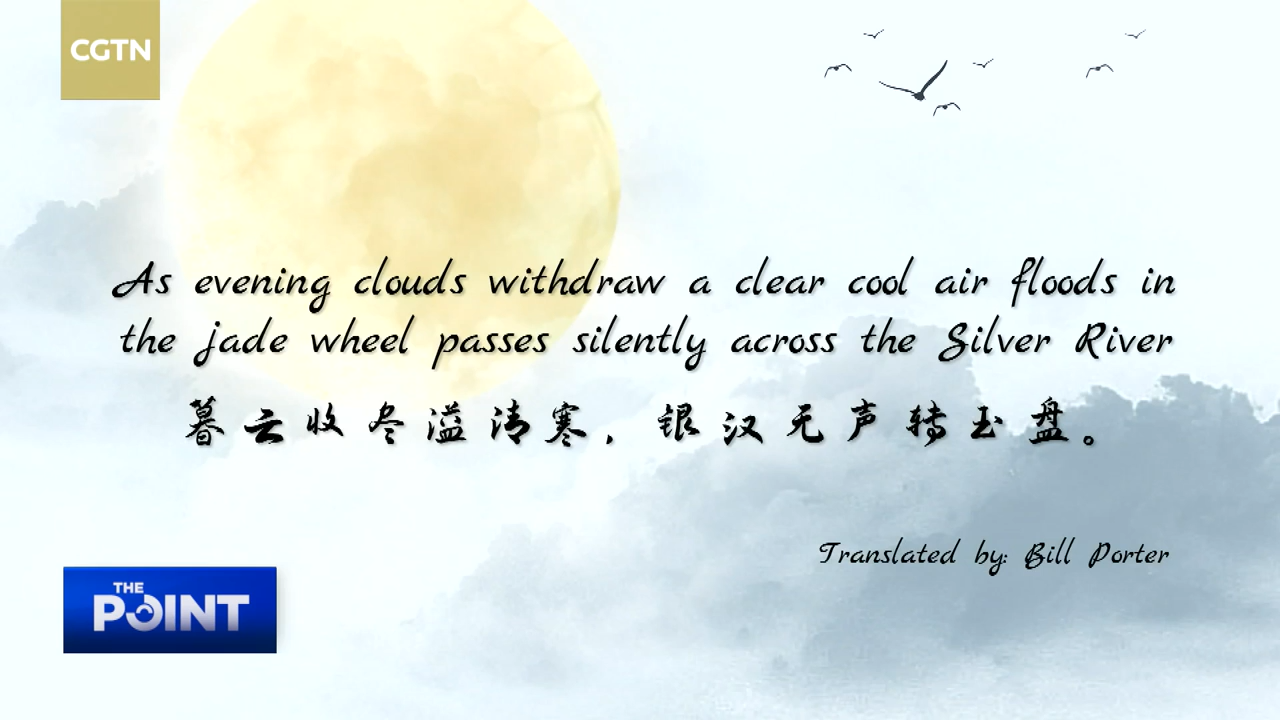 CGTN
As evening clouds withdraw a clear cool air floods in
the jade wheel passes silently across the Silver River
暮云收尽溢清寒，银汉无声转玉盘。
Translated by: Bill Porter
THE
POINT